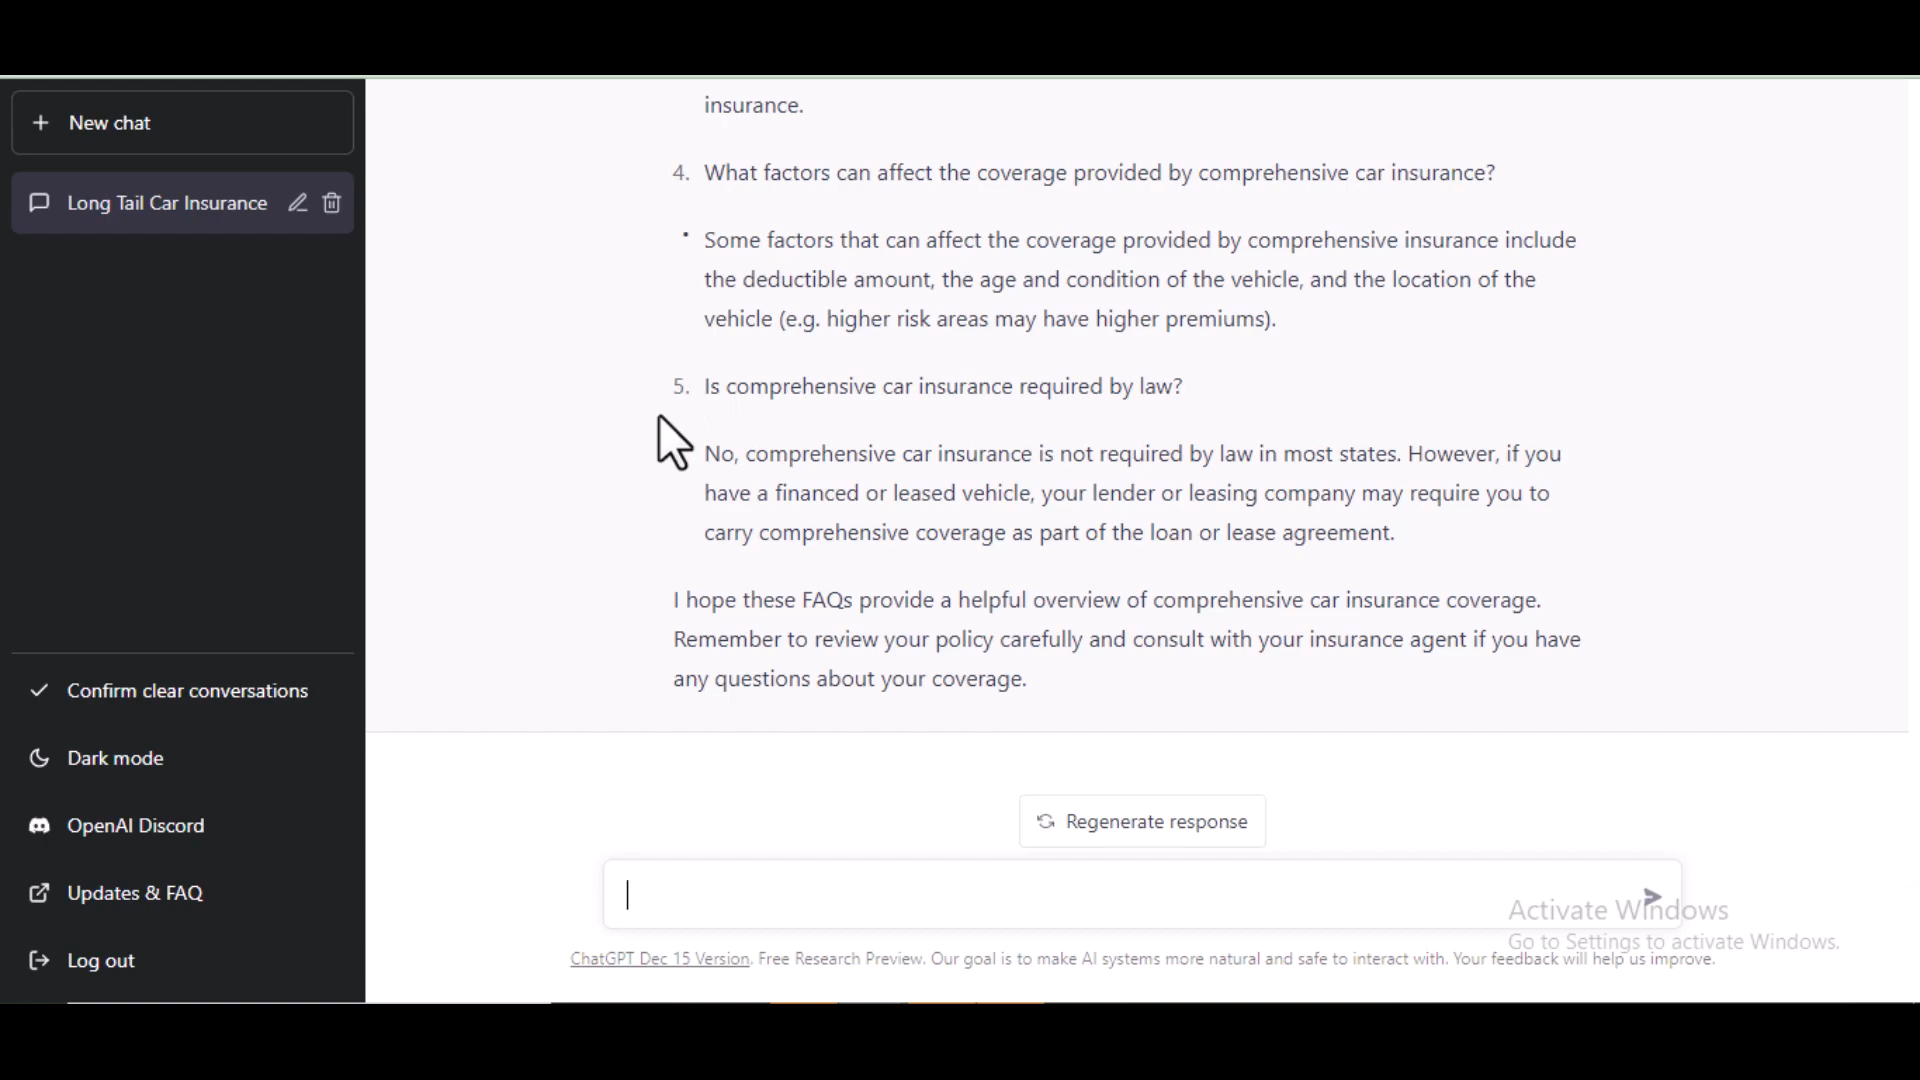 New chat
Long Tail Car Insurance
Confirm clear conversations
Dark mode
OpenAI Discord
Updates & FAQ
Log out
insurance.
4. What factors can affect the coverage provided by comprehensive car insurance?
• Some factors that can affect the coverage provided by comprehensive insurance include
the deductible amount, the age and condition of the vehicle, and the location of the
vehicle (e.g. higher risk areas may have higher premiums).
5. Is comprehensive car insurance required by law?
No, comprehensive car insurance is not required by law in most states. However, if you
have a financed or leased vehicle, your lender or leasing company may require you to
carry comprehensive coverage as part of the loan or lease agreement.
I hope these FAQs provide a helpful overview of comprehensive car insurance coverage.
Remember to review your policy carefully and consult with your insurance agent if you have
any questions about your coverage.
Regenerate response
Activate Windows
Go to Settings to activate Windows.
ChatGPT Dec 15 Version. Free Research Preview. Our goal is to make AI systems more natural and safe to interact with. Your feedback will help us improve.